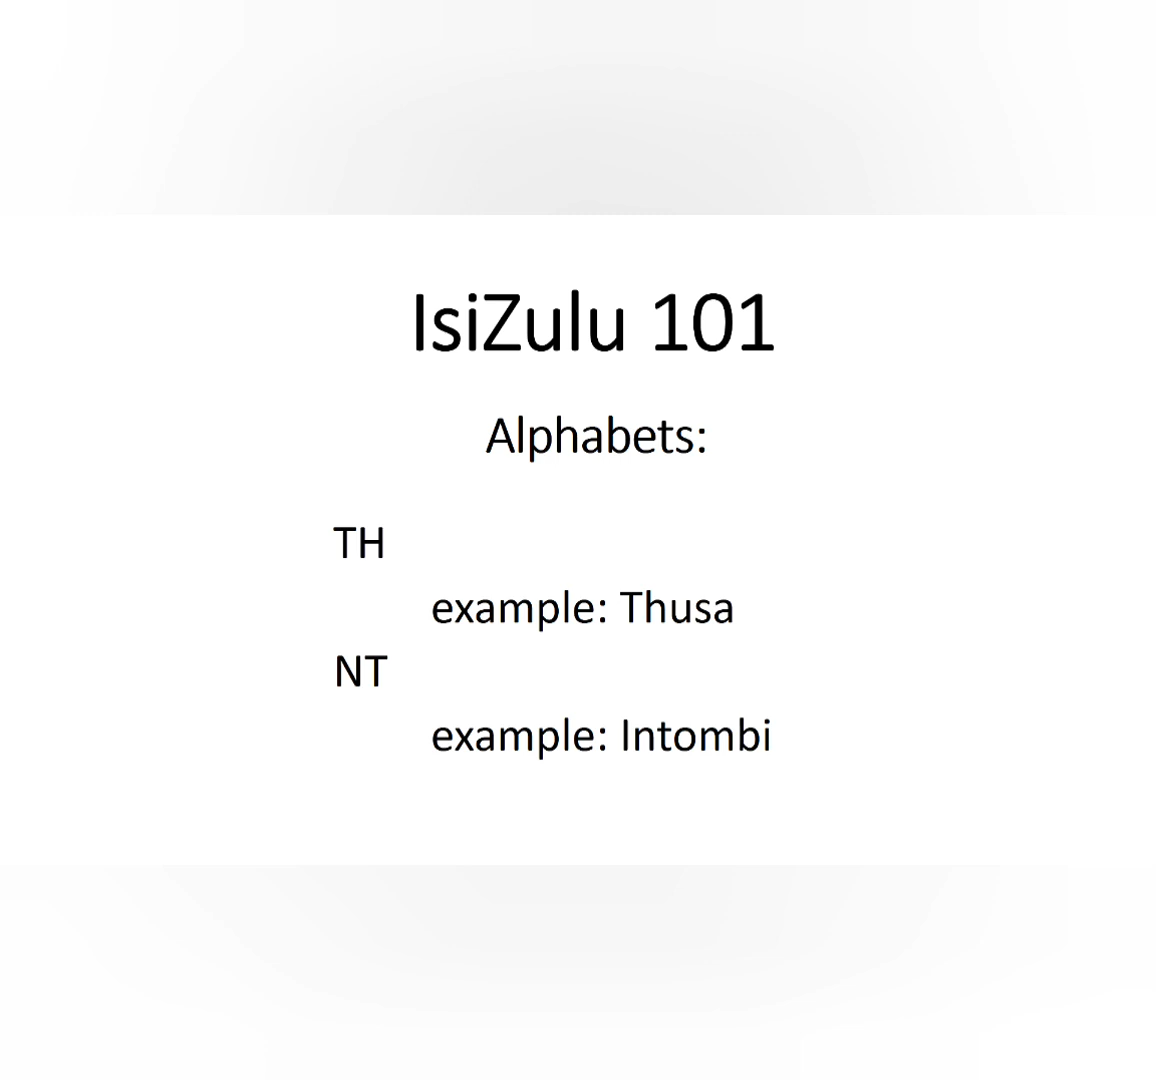 IsiZulu 101
Alphabets:
TH
example: Thusa
NT
example: Intombi